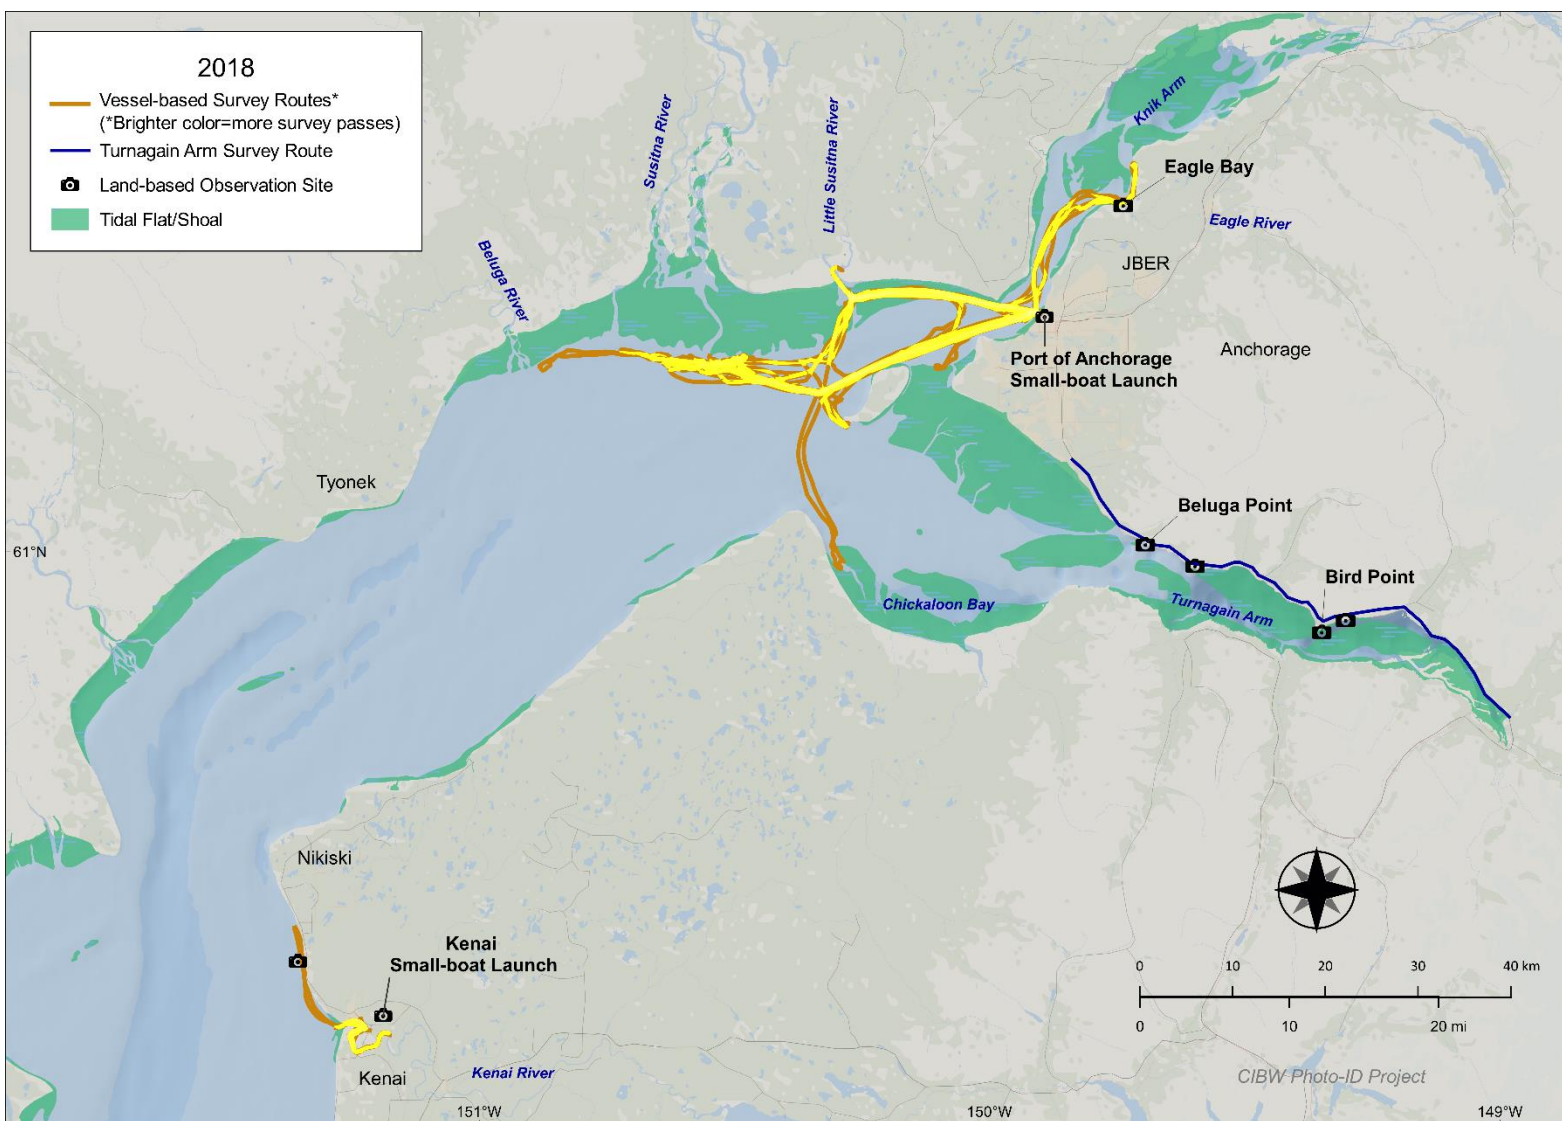 2018
Vessel-based Survey Routes*
(*Brighter color=more survey passes)
Turnagain Arm Survey Route
Land-based Observation Site
Tidal Flat/Shoal
Susitna River
Little Susitna River
Beluga River
Knik Arm
Eagle Bay
Eagle River
JBER
Port of Anchorage
Small-boat Launch
Anchorage
Tyonek
61°N
Beluga Point
Bird Point
Chickaloon Bay
Turnagain Arm
Nikiski
Kenai
Small-boat Launch
Kenai
Kenai River
0 10 20 30 40 km
0 10 20 mi
CIBW Photo-ID Project
151°W 150°W 149°W